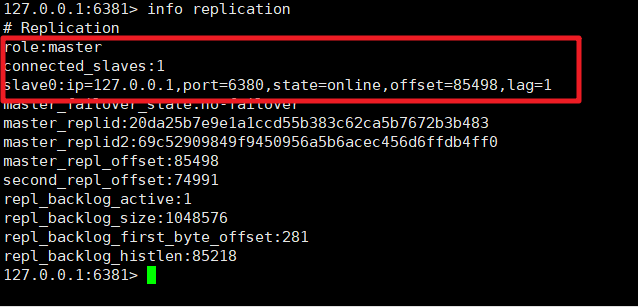 127.0.0.1:6381> info replication
# Replication
role:master
connected_slaves:1
slave0:ip=127.0.0.1,port=6380,state=online,offset=85498,lag=1
master_failover_state:no-failover
master_replid:20da25b7e9e1a1ccd55b383c62ca5b7672b3b483
master_replid2:69c52909849f9450956a5b6acec456d6ffdb4ff0
master_repl_offset:85498
second_repl_offset:74991
repl_backlog_active:1
repl_backlog_size:1048576
repl_backlog_first_byte_offset:281
repl_backlog_histlen:85218
127.0.0.1:6381>